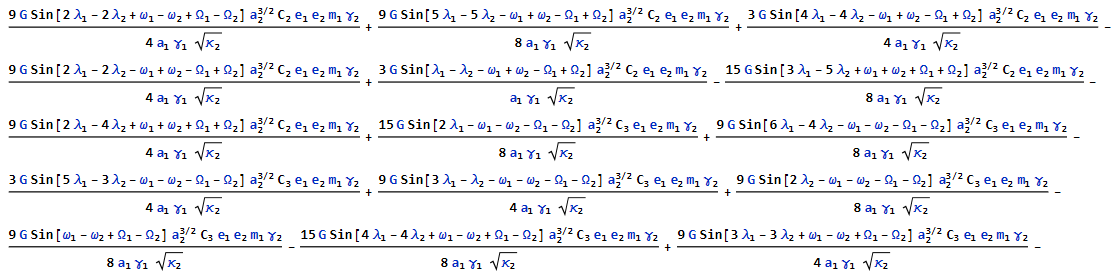 9 G Sin[2 λ₁ - 2 λ₂ + ω₁ - ω₂ + Ω₁ - Ω₂] a₂^{3/2} C₂ e₁ e₂ m₁ γ₂ / (4 a₁ γ₁ √κ₂) + 9 G Sin[5 λ₁ - 5 λ₂ - ω₁ + ω₂ - Ω₁ + Ω₂] a₂^{3/2} C₂ e₁ e₂ m₁ γ₂ / (8 a₁ γ₁ √κ₂) + 3 G Sin[4 λ₁ - 4 λ₂ - ω₁ + ω₂ - Ω₁ + Ω₂] a₂^{3/2} C₂ e₁ e₂ m₁ γ₂ / (4 a₁ γ₁ √κ₂) -
9 G Sin[2 λ₁ - 2 λ₂ - ω₁ + ω₂ - Ω₁ + Ω₂] a₂^{3/2} C₂ e₁ e₂ m₁ γ₂ / (4 a₁ γ₁ √κ₂) + 3 G Sin[λ₁ - λ₂ - ω₁ + ω₂ - Ω₁ + Ω₂] a₂^{3/2} C₂ e₁ e₂ m₁ γ₂ / (a₁ γ₁ √κ₂) - 15 G Sin[3 λ₁ - 5 λ₂ + ω₁ + ω₂ + Ω₁ + Ω₂] a₂^{3/2} C₂ e₁ e₂ m₁ γ₂ / (8 a₁ γ₁ √κ₂) -
9 G Sin[2 λ₁ - 4 λ₂ + ω₁ + ω₂ + Ω₁ + Ω₂] a₂^{3/2} C₂ e₁ e₂ m₁ γ₂ / (4 a₁ γ₁ √κ₂) + 15 G Sin[2 λ₁ - ω₁ - ω₂ - Ω₁ - Ω₂] a₂^{3/2} C₃ e₁ e₂ m₁ γ₂ / (8 a₁ γ₁ √κ₂) + 9 G Sin[6 λ₁ - 4 λ₂ - ω₁ - ω₂ - Ω₁ - Ω₂] a₂^{3/2} C₃ e₁ e₂ m₁ γ₂ / (8 a₁ γ₁ √κ₂) -
3 G Sin[5 λ₁ - 3 λ₂ - ω₁ - ω₂ - Ω₁ - Ω₂] a₂^{3/2} C₃ e₁ e₂ m₁ γ₂ / (4 a₁ γ₁ √κ₂) + 9 G Sin[3 λ₁ - λ₂ - ω₁ - ω₂ - Ω₁ - Ω₂] a₂^{3/2} C₃ e₁ e₂ m₁ γ₂ / (4 a₁ γ₁ √κ₂) + 9 G Sin[2 λ₂ - ω₁ - ω₂ - Ω₁ - Ω₂] a₂^{3/2} C₃ e₁ e₂ m₁ γ₂ / (8 a₁ γ₁ √κ₂) -
9 G Sin[ω₁ - ω₂ + Ω₁ - Ω₂] a₂^{3/2} C₃ e₁ e₂ m₁ γ₂ / (8 a₁ γ₁ √κ₂) - 15 G Sin[4 λ₁ - 4 λ₂ + ω₁ - ω₂ + Ω₁ - Ω₂] a₂^{3/2} C₃ e₁ e₂ m₁ γ₂ / (8 a₁ γ₁ √κ₂) + 9 G Sin[3 λ₁ - 3 λ₂ + ω₁ - ω₂ + Ω₁ - Ω₂] a₂^{3/2} C₃ e₁ e₂ m₁ γ₂ / (4 a₁ γ₁ √κ₂) -